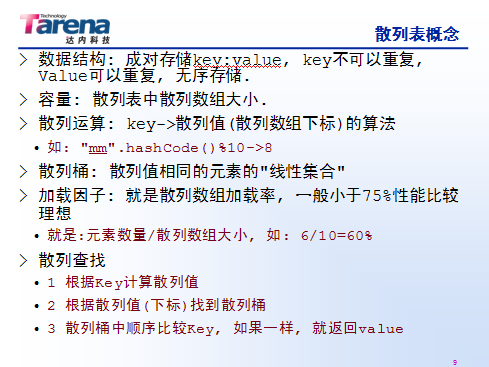 Technology
Tarena
达内科技
散列表概念
数据结构: 成对存储key:value, key不可以重复,
Value可以重复, 无序存储.
容量: 散列表中散列数组大小.
散列运算: key->散列值(散列数组下标)的算法
• 如: "mm".hashCode()%10->8
散列桶: 散列值相同的元素的"线性集合"
加载因子: 就是散列数组加载率, 一般小于75%性能比较
理想
• 就是:元素数量/散列数组大小, 如: 6/10=60%
散列查找
• 1 根据Key计算散列值
• 2 根据散列值(下标)找到散列桶
• 3 散列桶中顺序比较Key, 如果一样, 就返回value
9